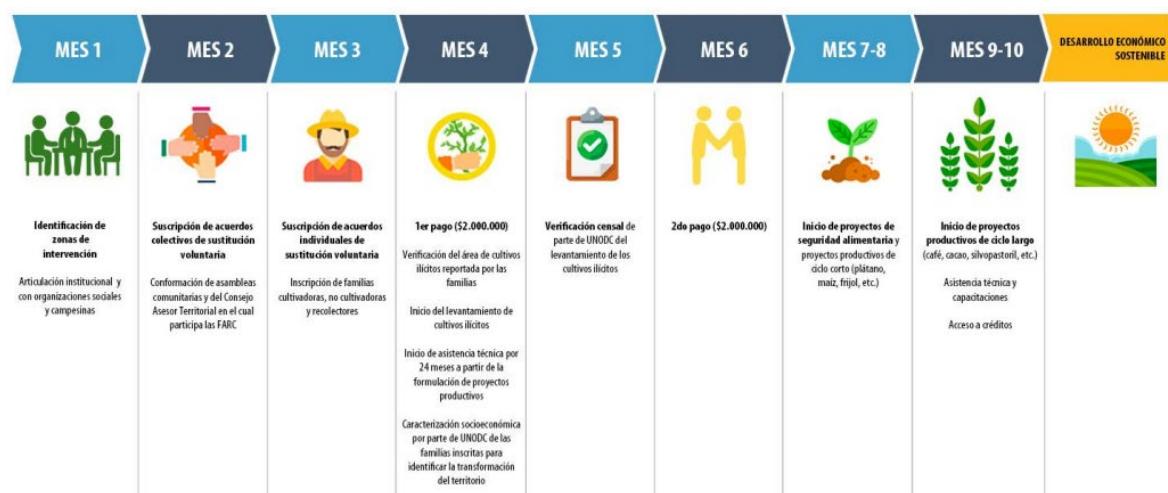 MES 1
MES 2
MES 3
MES 4
MES 5
MES 6
MES 7-8
MES 9-10
DESARROLLO ECONÓMICO
SOSTENIBLE
Identificación de
zonas de
intervención
Articulación institucional y
con organizaciones sociales
y campesinas
Suscripción de acuerdos
colectivos de sustitución
voluntaria
Conformación de asambleas
comunitarias y del Consejo
Asesor Territorial en el cual
participa las FARC
Suscripción de acuerdos
individuales de
sustitución voluntaria
Inscripción de familias
cultivadoras, no cultivadoras
y recolectores
1er pago ($2.000.000)
Verificación del área de cultivos
ilícitos reportada por las
familias
Inicio del levantamiento de
cultivos ilícitos
Inicio de asistencia técnica por
24 meses a partir de la
formulación de proyectos
productivos
Caracterización socioeconómica
por parte de UNODC de las
familias inscritas para
identificar la transformación
del territorio
Verificación censal de
parte de UNODC del
levantamiento de los
cultivos ilícitos
2do pago ($2.000.000)
Inicio de proyectos de
seguridad alimentaria y
proyectos productivos de
ciclo corto (plátano,
maíz, frijol, etc.)
Inicio de proyectos
productivos de ciclo largo
(café, cacao, silvopastoril, etc.)
Asistencia técnica y
capacitaciones
Acceso a créditos